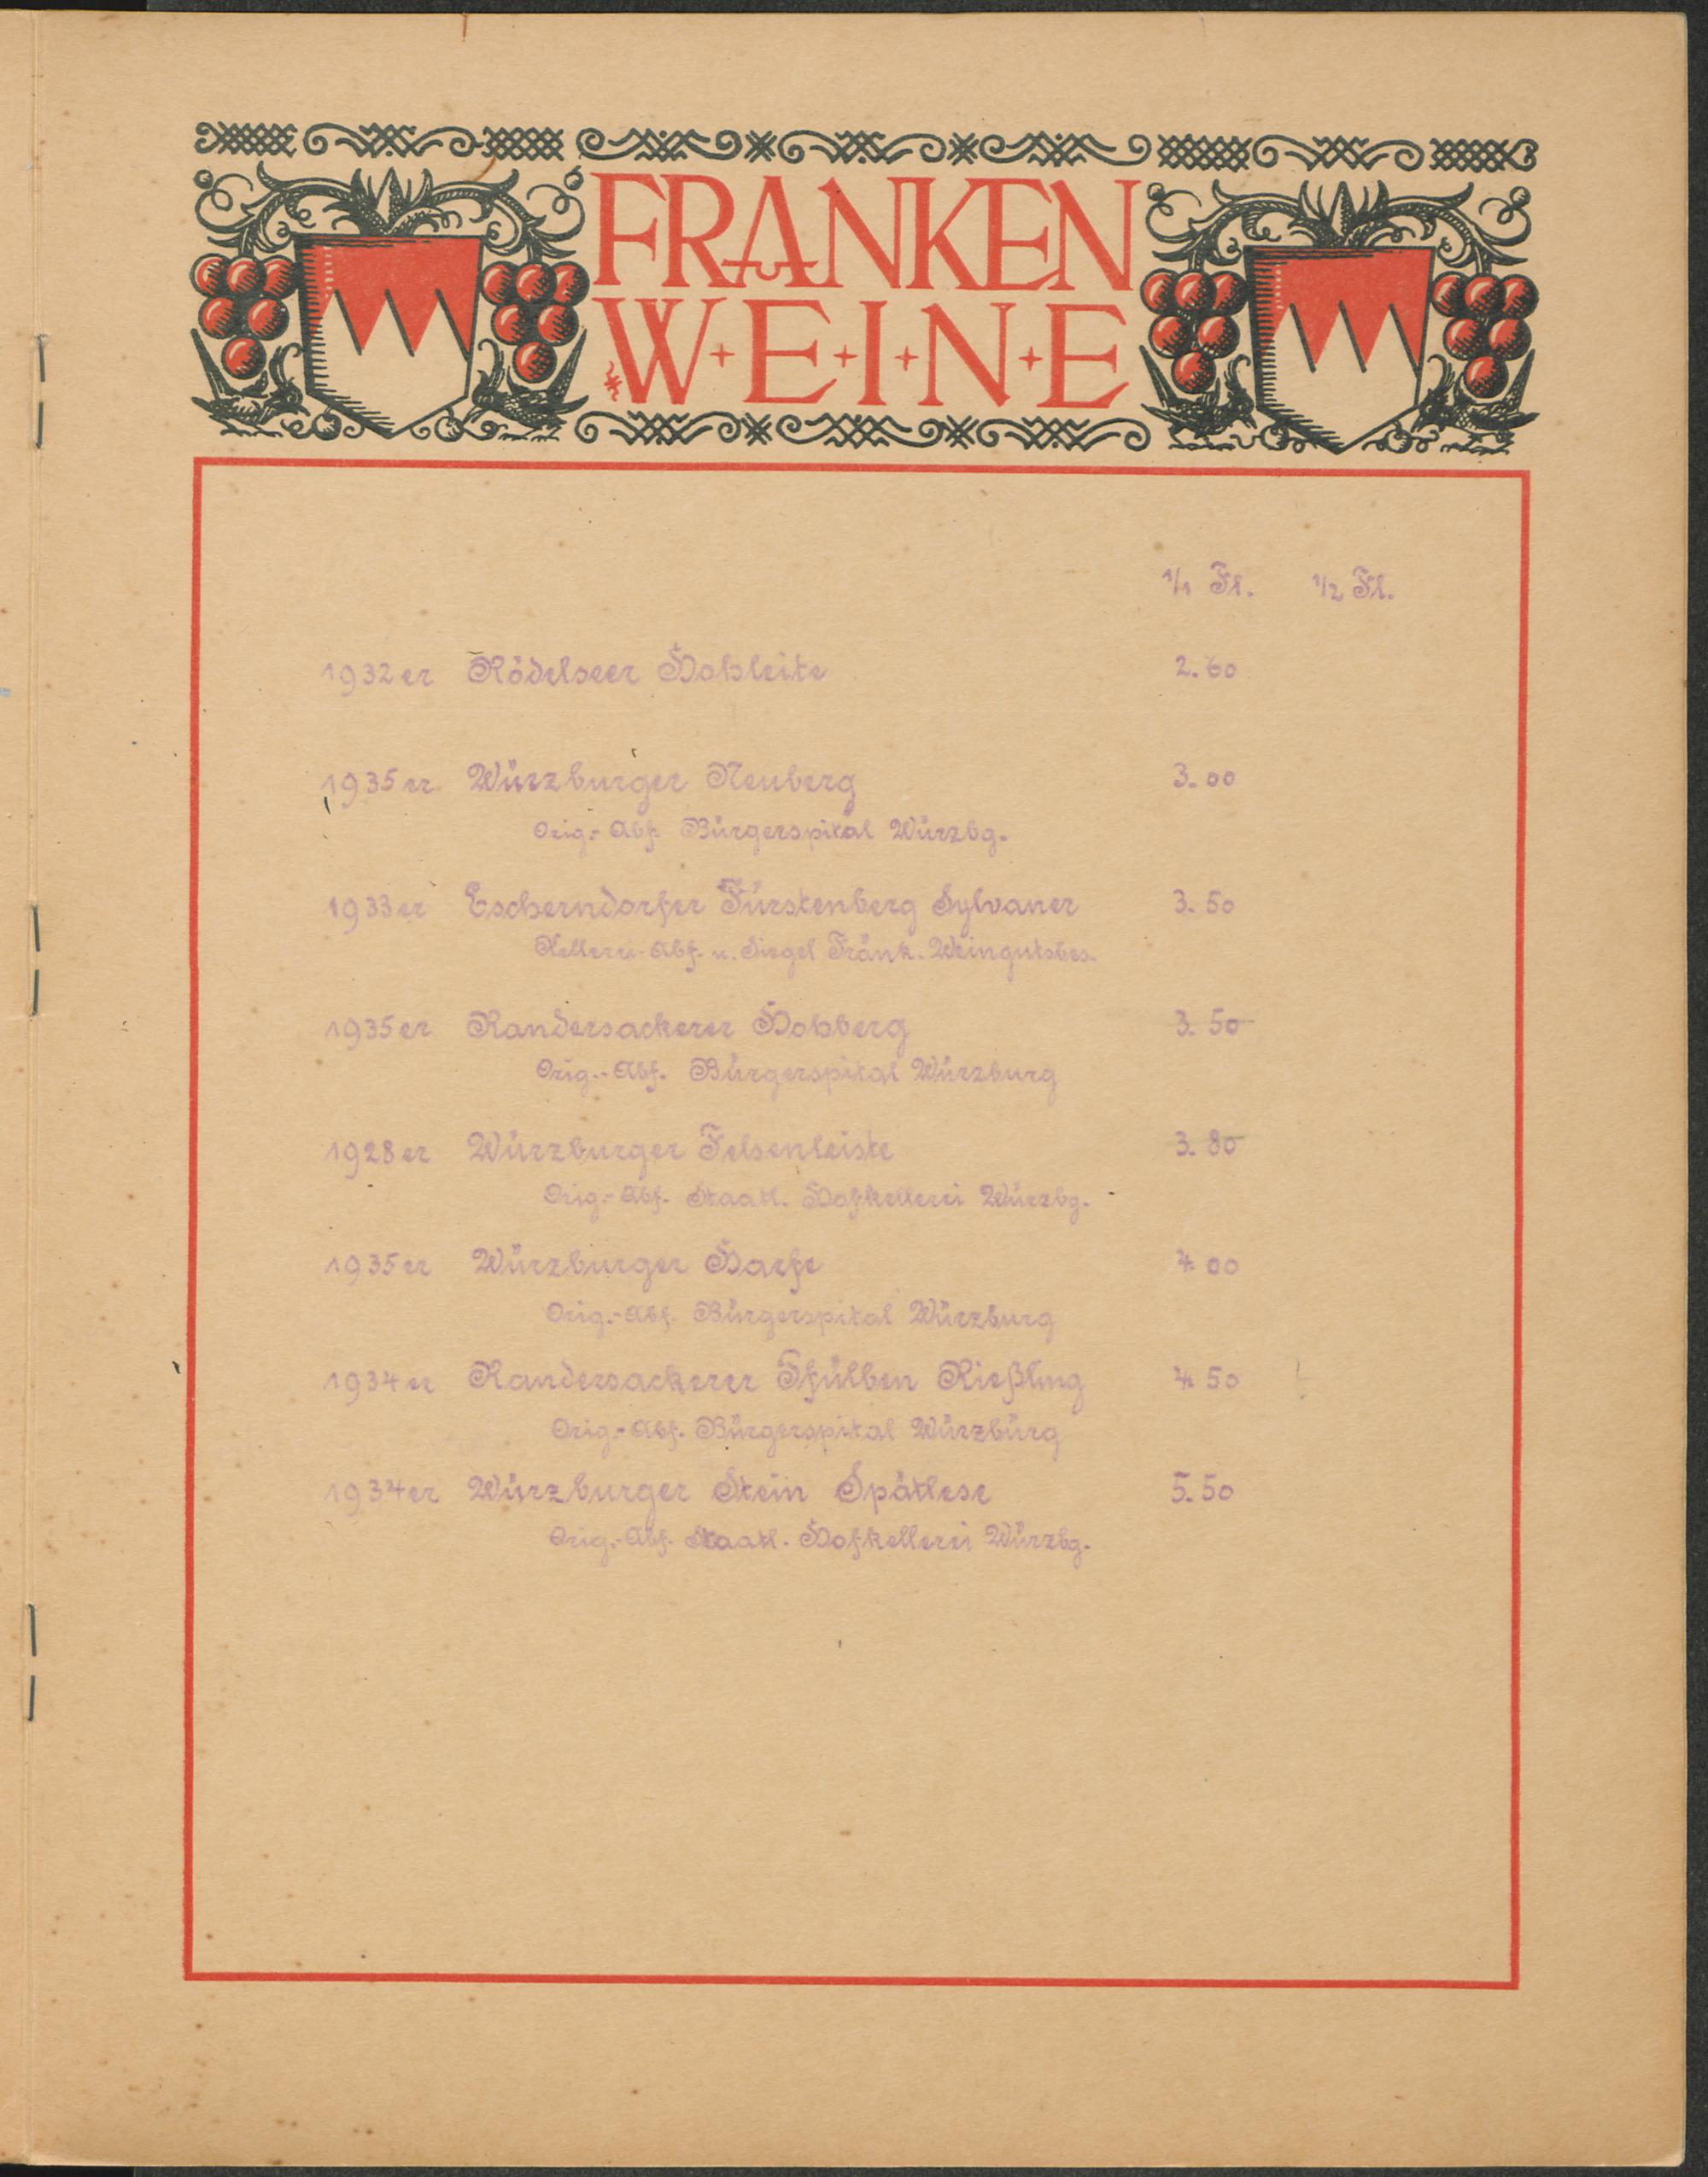 FRANKEN
W·E·I·N·E
1/1 Fl. 1/2 Fl.
1932er Rödelseer Hohleite 2.60
1935er Würzburger Neuberg 3.00
Orig.-Abf. Bürgerspital Würzbg.
1933er Escherndorfer Fürstenberg Sylvaner 3.50
Kellerei-Abf. u. Siegel Fränk. Weingutsbes.
1935er Randersackerer Hohberg 3.50
Orig.-Abf. Bürgerspital Würzburg
1928er Würzburger Felsenleiste 3.80
Orig.-Abf. Staatl. Hofkellerei Würzbg.
1935er Würzburger Harfe 4.00
Orig.-Abf. Bürgerspital Würzburg
1934er Randersackerer Pfülben Rießling 4.50
Orig.-Abf. Bürgerspital Würzburg
1934er Würzburger Stein Spätlese 5.50
Orig.-Abf. Staatl. Hofkellerei Würzbg.